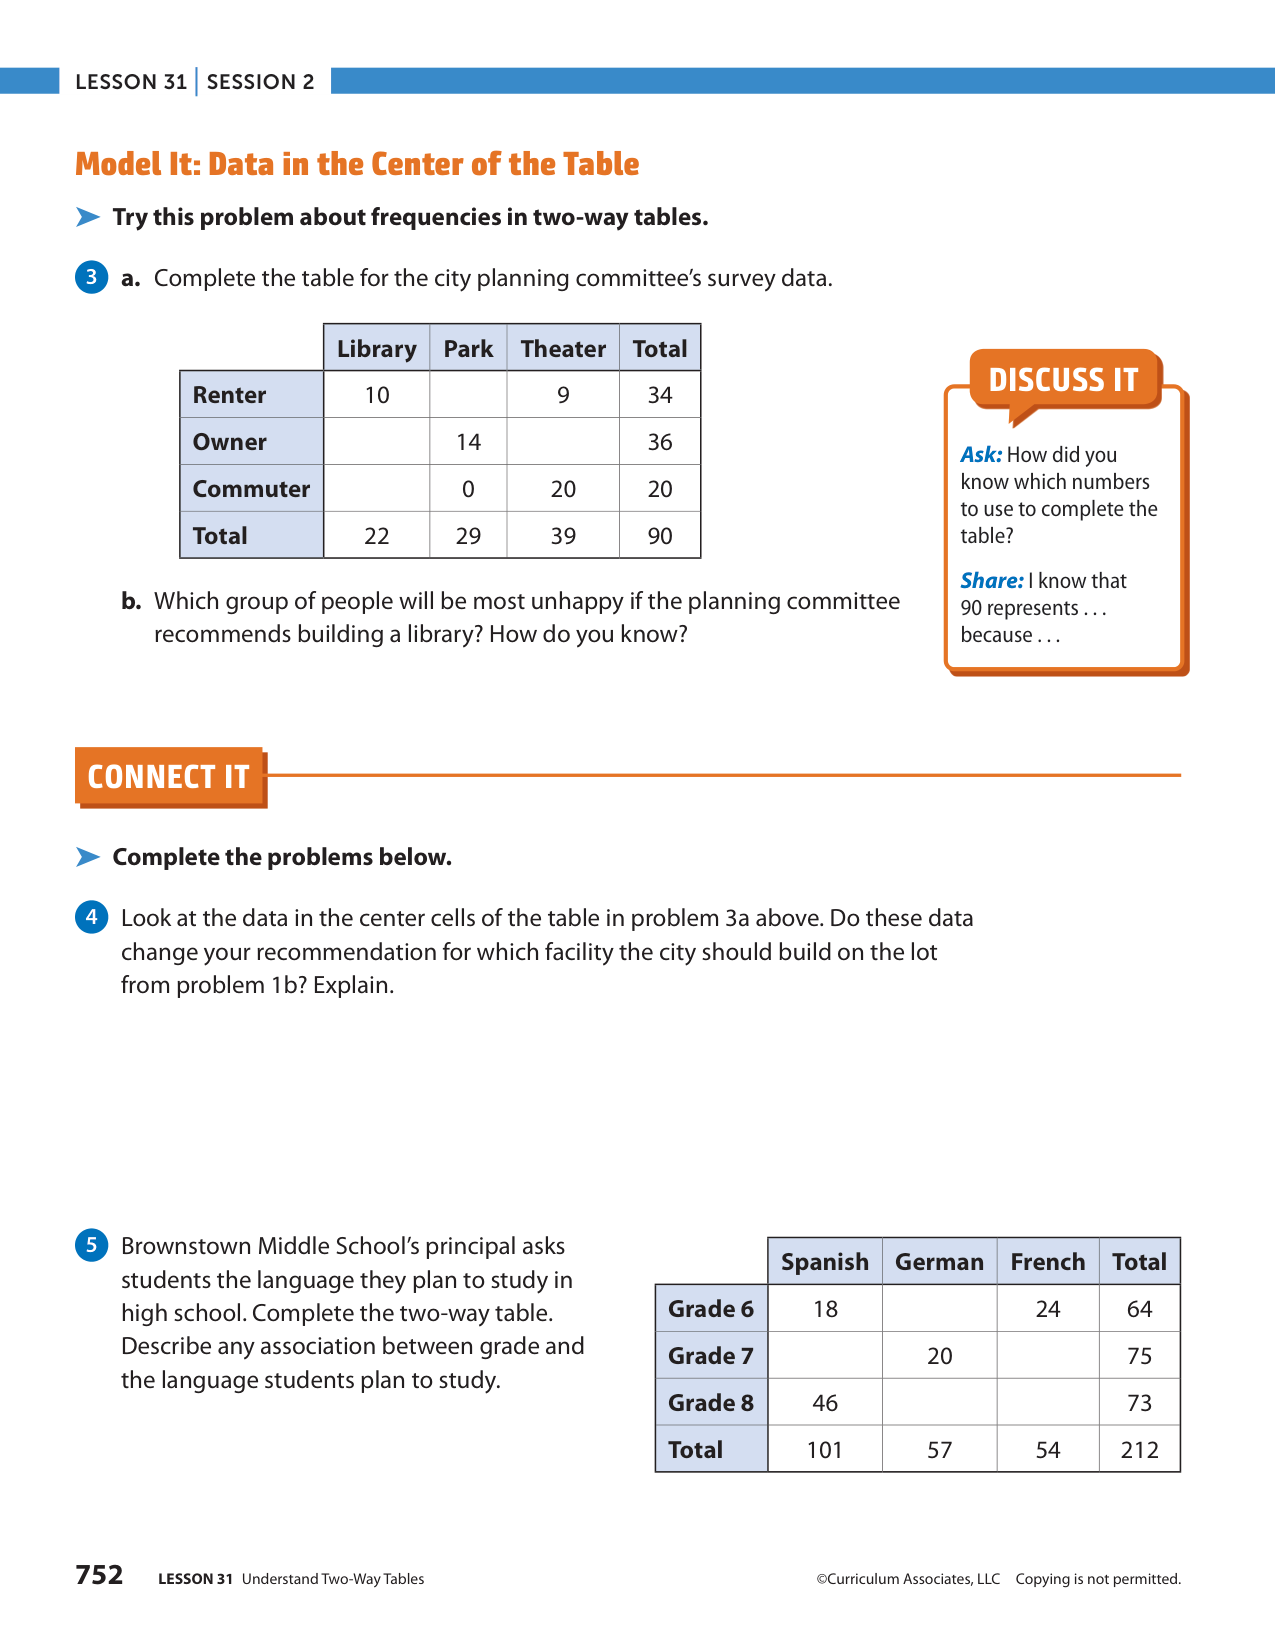 LESSON 31 | SESSION 2
Model It: Data in the Center of the Table
Try this problem about frequencies in two-way tables.
3 a. Complete the table for the city planning committee’s survey data.
Library Park Theater Total
Renter 10 9 34
Owner 14 36
Commuter 0 20 20
Total 22 29 39 90
b. Which group of people will be most unhappy if the planning committee
recommends building a library? How do you know?
DISCUSS IT
Ask: How did you
know which numbers
to use to complete the
table?
Share: I know that
90 represents . . .
because . . .
CONNECT IT
Complete the problems below.
4 Look at the data in the center cells of the table in problem 3a above. Do these data
change your recommendation for which facility the city should build on the lot
from problem 1b? Explain.
5 Brownstown Middle School’s principal asks
students the language they plan to study in
high school. Complete the two-way table.
Describe any association between grade and
the language students plan to study.
Spanish German French Total
Grade 6 18 24 64
Grade 7 20 75
Grade 8 46 73
Total 101 57 54 212
752 LESSON 31 Understand Two-Way Tables
©Curriculum Associates, LLC Copying is not permitted.